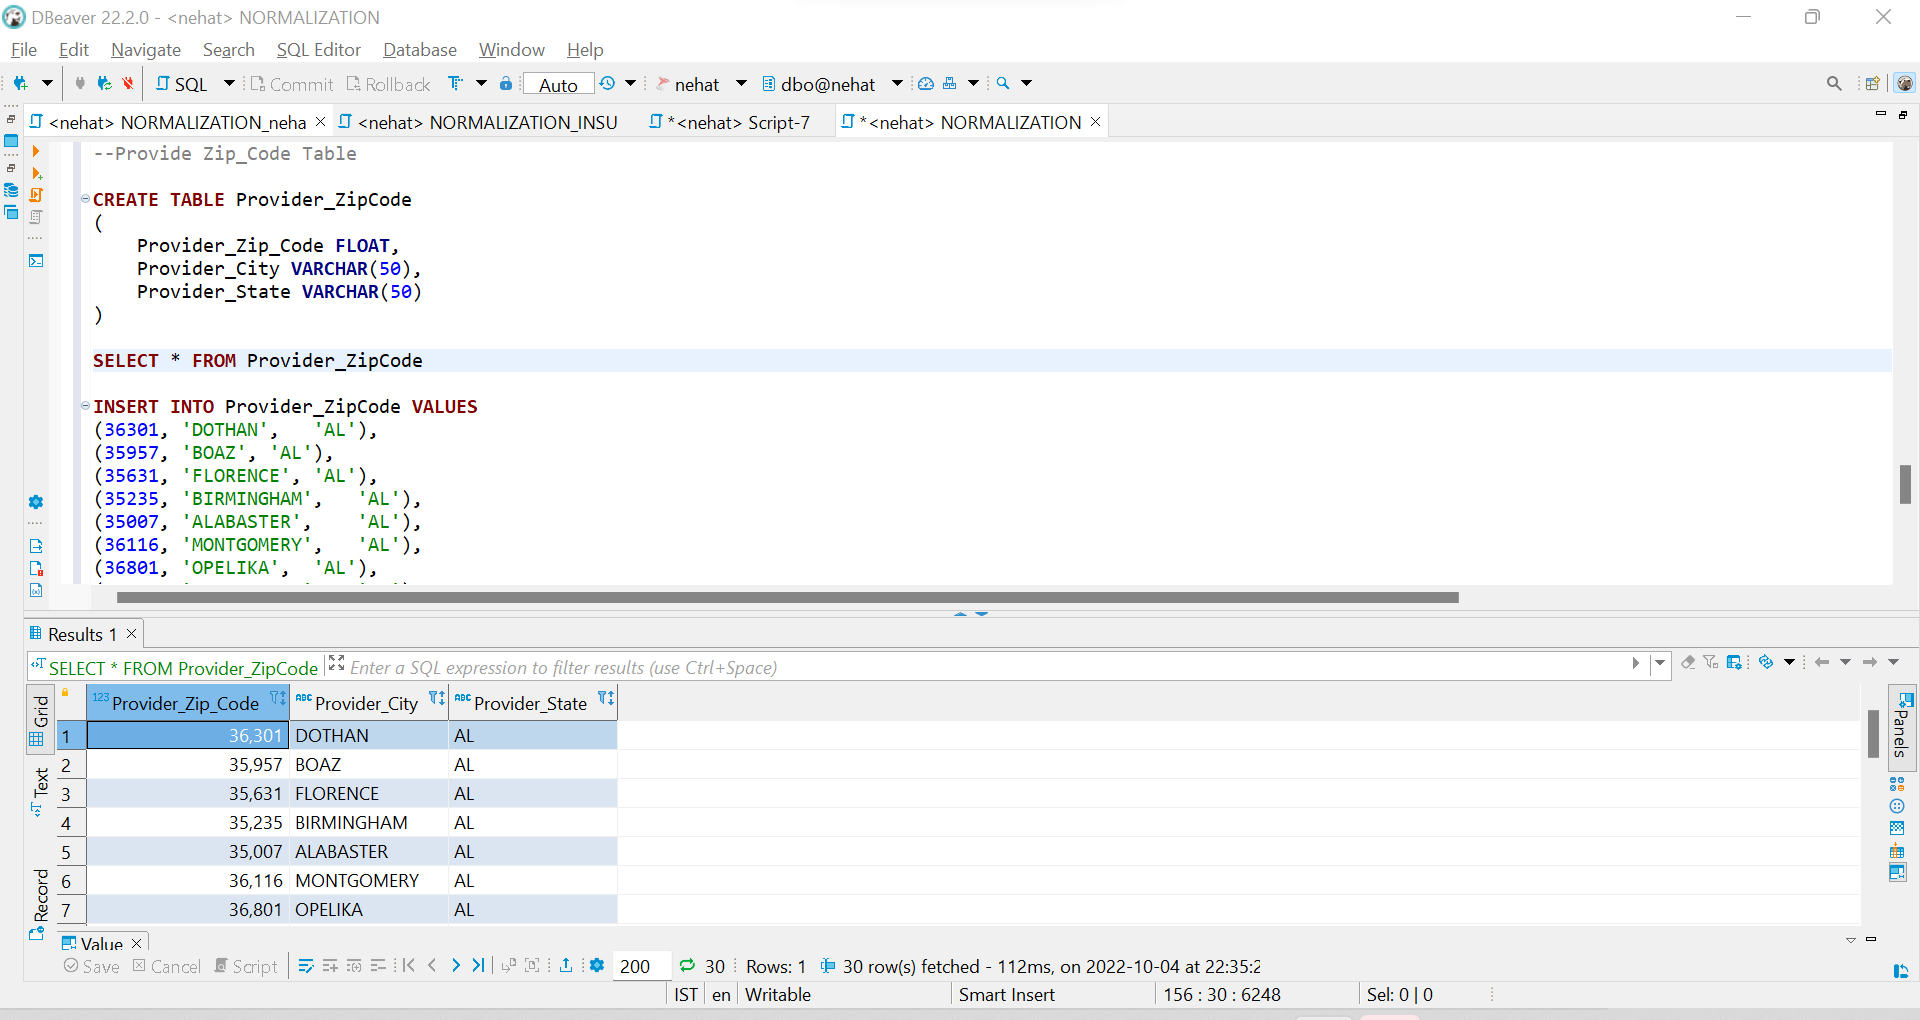 DBeaver 22.2.0 - <nehat> NORMALIZATION
File Edit Navigate Search SQL Editor Database Window Help
SQL Commit Rollback Auto nehat dbo@nehat
<nehat> NORMALIZATION_neha <nehat> NORMALIZATION_INSU *<nehat> Script-7 *<nehat> NORMALIZATION
--Provide Zip_Code Table
CREATE TABLE Provider_ZipCode
(
Provider_Zip_Code FLOAT,
Provider_City VARCHAR(50),
Provider_State VARCHAR(50)
)
SELECT * FROM Provider_ZipCode
INSERT INTO Provider_ZipCode VALUES
(36301, 'DOTHAN', 'AL'),
(35957, 'BOAZ', 'AL'),
(35631, 'FLORENCE', 'AL'),
(35235, 'BIRMINGHAM', 'AL'),
(35007, 'ALABASTER', 'AL'),
(36116, 'MONTGOMERY', 'AL'),
(36801, 'OPELIKA', 'AL'),
Results 1
SELECT * FROM Provider_ZipCode Enter a SQL expression to filter results (use Ctrl+Space)
Grid
Text
Record
Panels
123 Provider_Zip_Code ABC Provider_City ABC Provider_State
1 36,301 DOTHAN AL
2 35,957 BOAZ AL
3 35,631 FLORENCE AL
4 35,235 BIRMINGHAM AL
5 35,007 ALABASTER AL
6 36,116 MONTGOMERY AL
7 36,801 OPELIKA AL
Value
Save Cancel Script 200 30 Rows: 1 30 row(s) fetched - 112ms, on 2022-10-04 at 22:35:2
IST en Writable Smart Insert 156 : 30 : 6248 Sel: 0 | 0